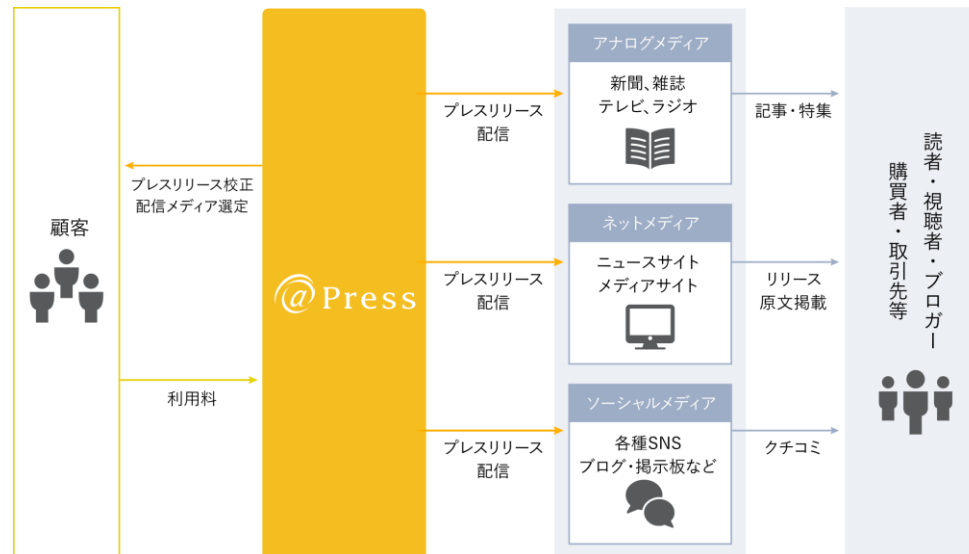 顧客
プレスリリース校正
配信メディア選定
利用料
@Press
プレスリリース
配信
アナログメディア
新聞、雑誌
テレビ、ラジオ
記事・特集
プレスリリース
配信
ネットメディア
ニュースサイト
メディアサイト
リリース
原文掲載
プレスリリース
配信
ソーシャルメディア
各種SNS
ブログ・掲示板など
クチコミ
読者・視聴者・ブロガー
購買者・取引先等